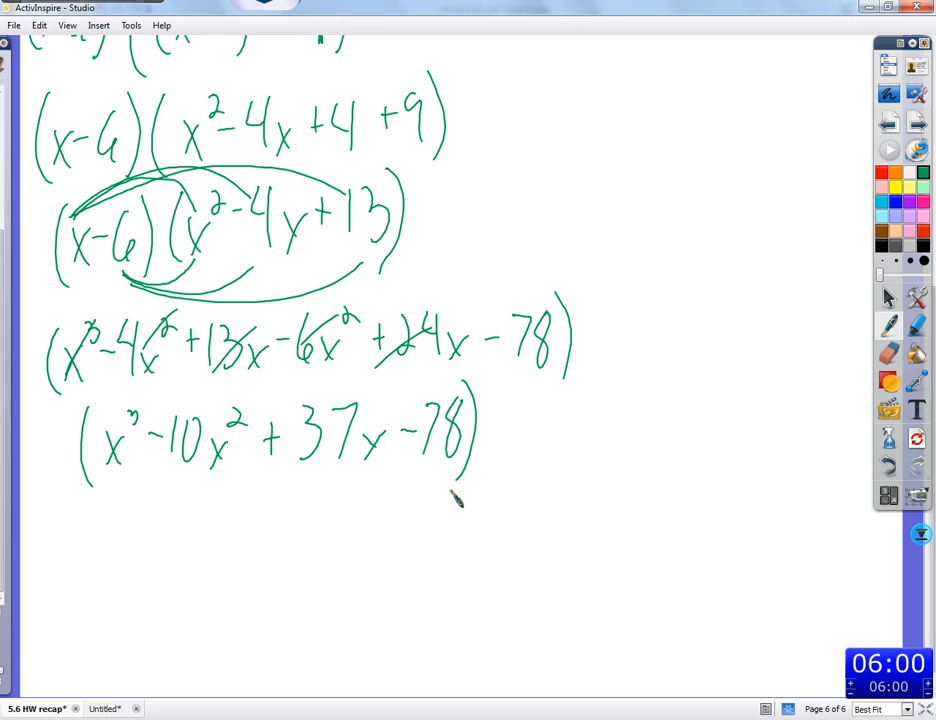 ActivInspire - Studio
File Edit View Insert Tools Help
(x-6)(x²-4x+4+9)
(x-6)(x²-4x+13)
(x³-4x²+13x-6x²+24x-78)
(x³-10x²+37x-78)
06:00
06:00
5.6 HW recap* Untitled* Page 6 of 6 Best Fit